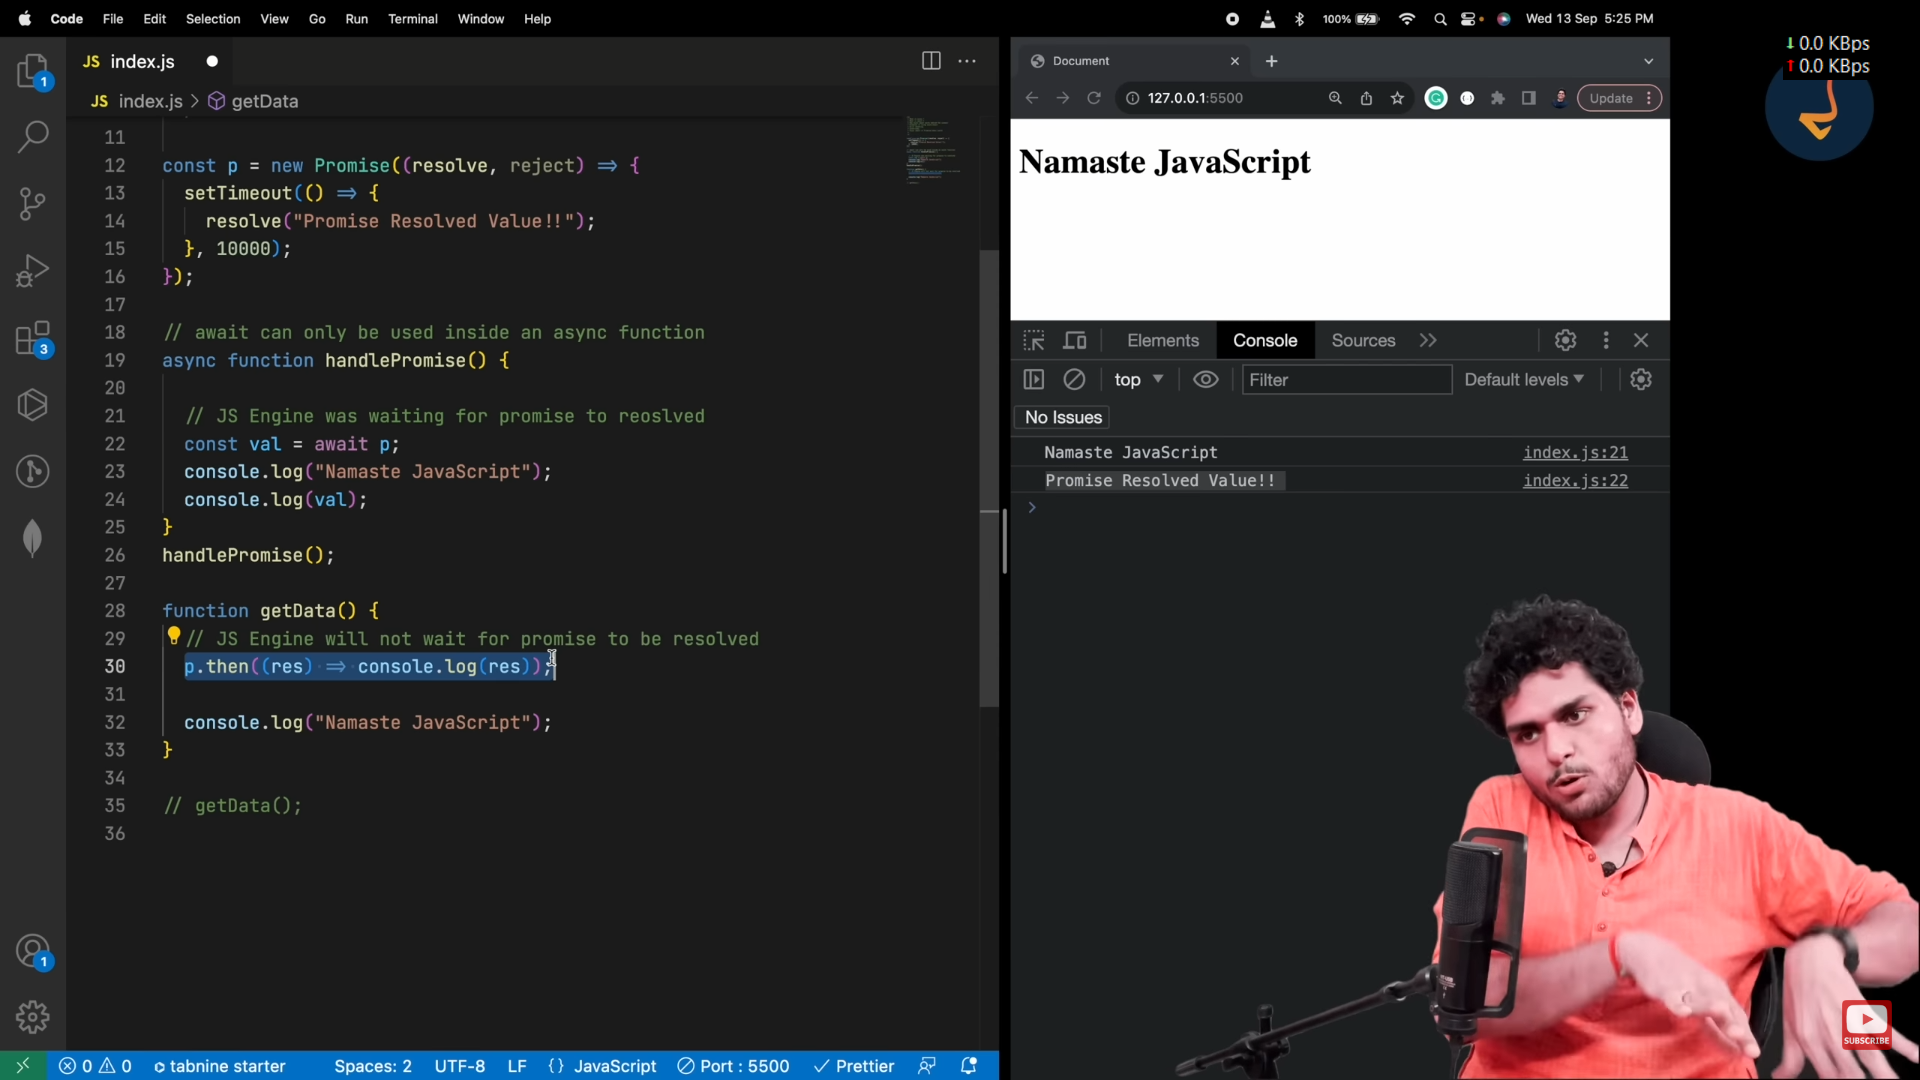 Code File Edit Selection View Go Run Terminal Window Help
100% Wed 13 Sep 5:25 PM
↓ 0.0 KBps
↑ 0.0 KBps
1
3
1
JS index.js
JS index.js > getData
11
12 const p = new Promise((resolve, reject) => {
13 setTimeout(() => {
14 resolve("Promise Resolved Value!!");
15 }, 10000);
16 });
17
18 // await can only be used inside an async function
19 async function handlePromise() {
20
21 // JS Engine was waiting for promise to reoslved
22 const val = await p;
23 console.log("Namaste JavaScript");
24 console.log(val);
25 }
26 handlePromise();
27
28 function getData() {
29 // JS Engine will not wait for promise to be resolved
30 p.then((res) => console.log(res));
31
32 console.log("Namaste JavaScript");
33 }
34
35 // getData();
36
0 0 tabnine starter Spaces: 2 UTF-8 LF {} JavaScript Port : 5500 Prettier
Document
127.0.0.1:5500 Update
Namaste JavaScript
Elements Console Sources
top Filter Default levels
No Issues
Namaste JavaScript index.js:21
Promise Resolved Value!! index.js:22
>
SUBSCRIBE